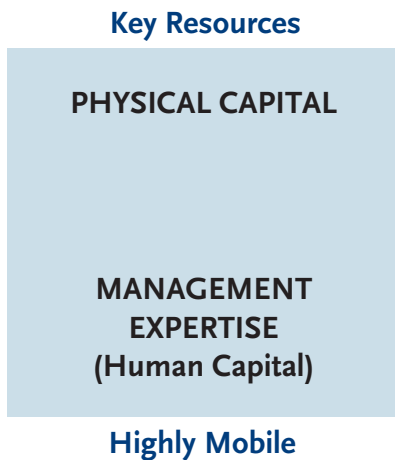 Key Resources
PHYSICAL CAPITAL
MANAGEMENT
EXPERTISE
(Human Capital)
Highly Mobile